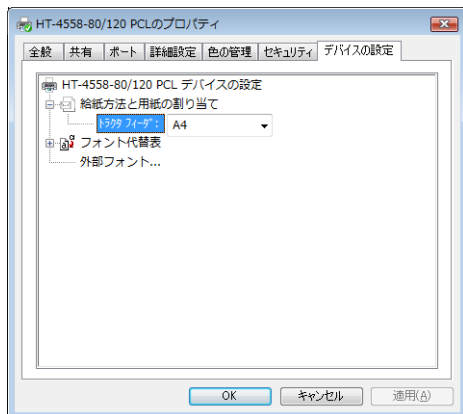 HT-4558-80/120 PCLのプロパティ
全般 共有 ポート 詳細設定 色の管理 セキュリティ デバイスの設定
HT-4558-80/120 PCL デバイスの設定
給紙方法と用紙の割り当て
ﾄﾗｸﾀ ﾌｨｰﾀﾞ: A4
フォント代替表
外部フォント...
OK キャンセル 適用(A)